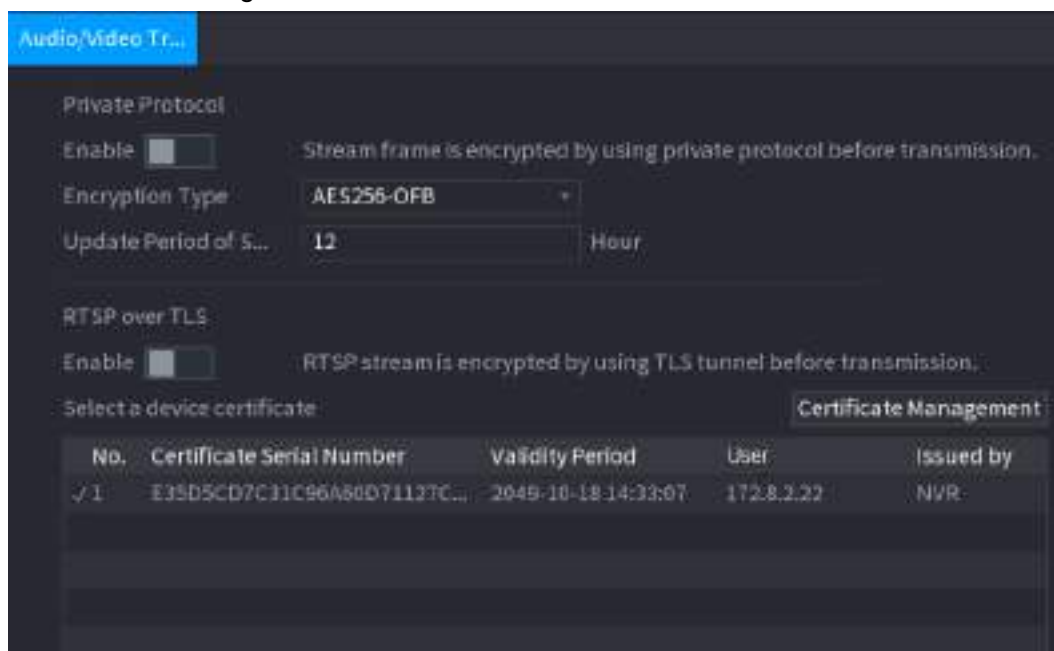 Audio/Video Tr...
Private Protocol
Enable Stream frame is encrypted by using private protocol before transmission.
Encryption Type AES256-OFB
Update Period of S... 12 Hour
RTSP over TLS
Enable RTSP stream is encrypted by using TLS tunnel before transmission.
Select a device certificate Certificate Management
No. Certificate Serial Number Validity Period User Issued by
1 2049-10-18 14:33:07 172.8.2.22 NVR